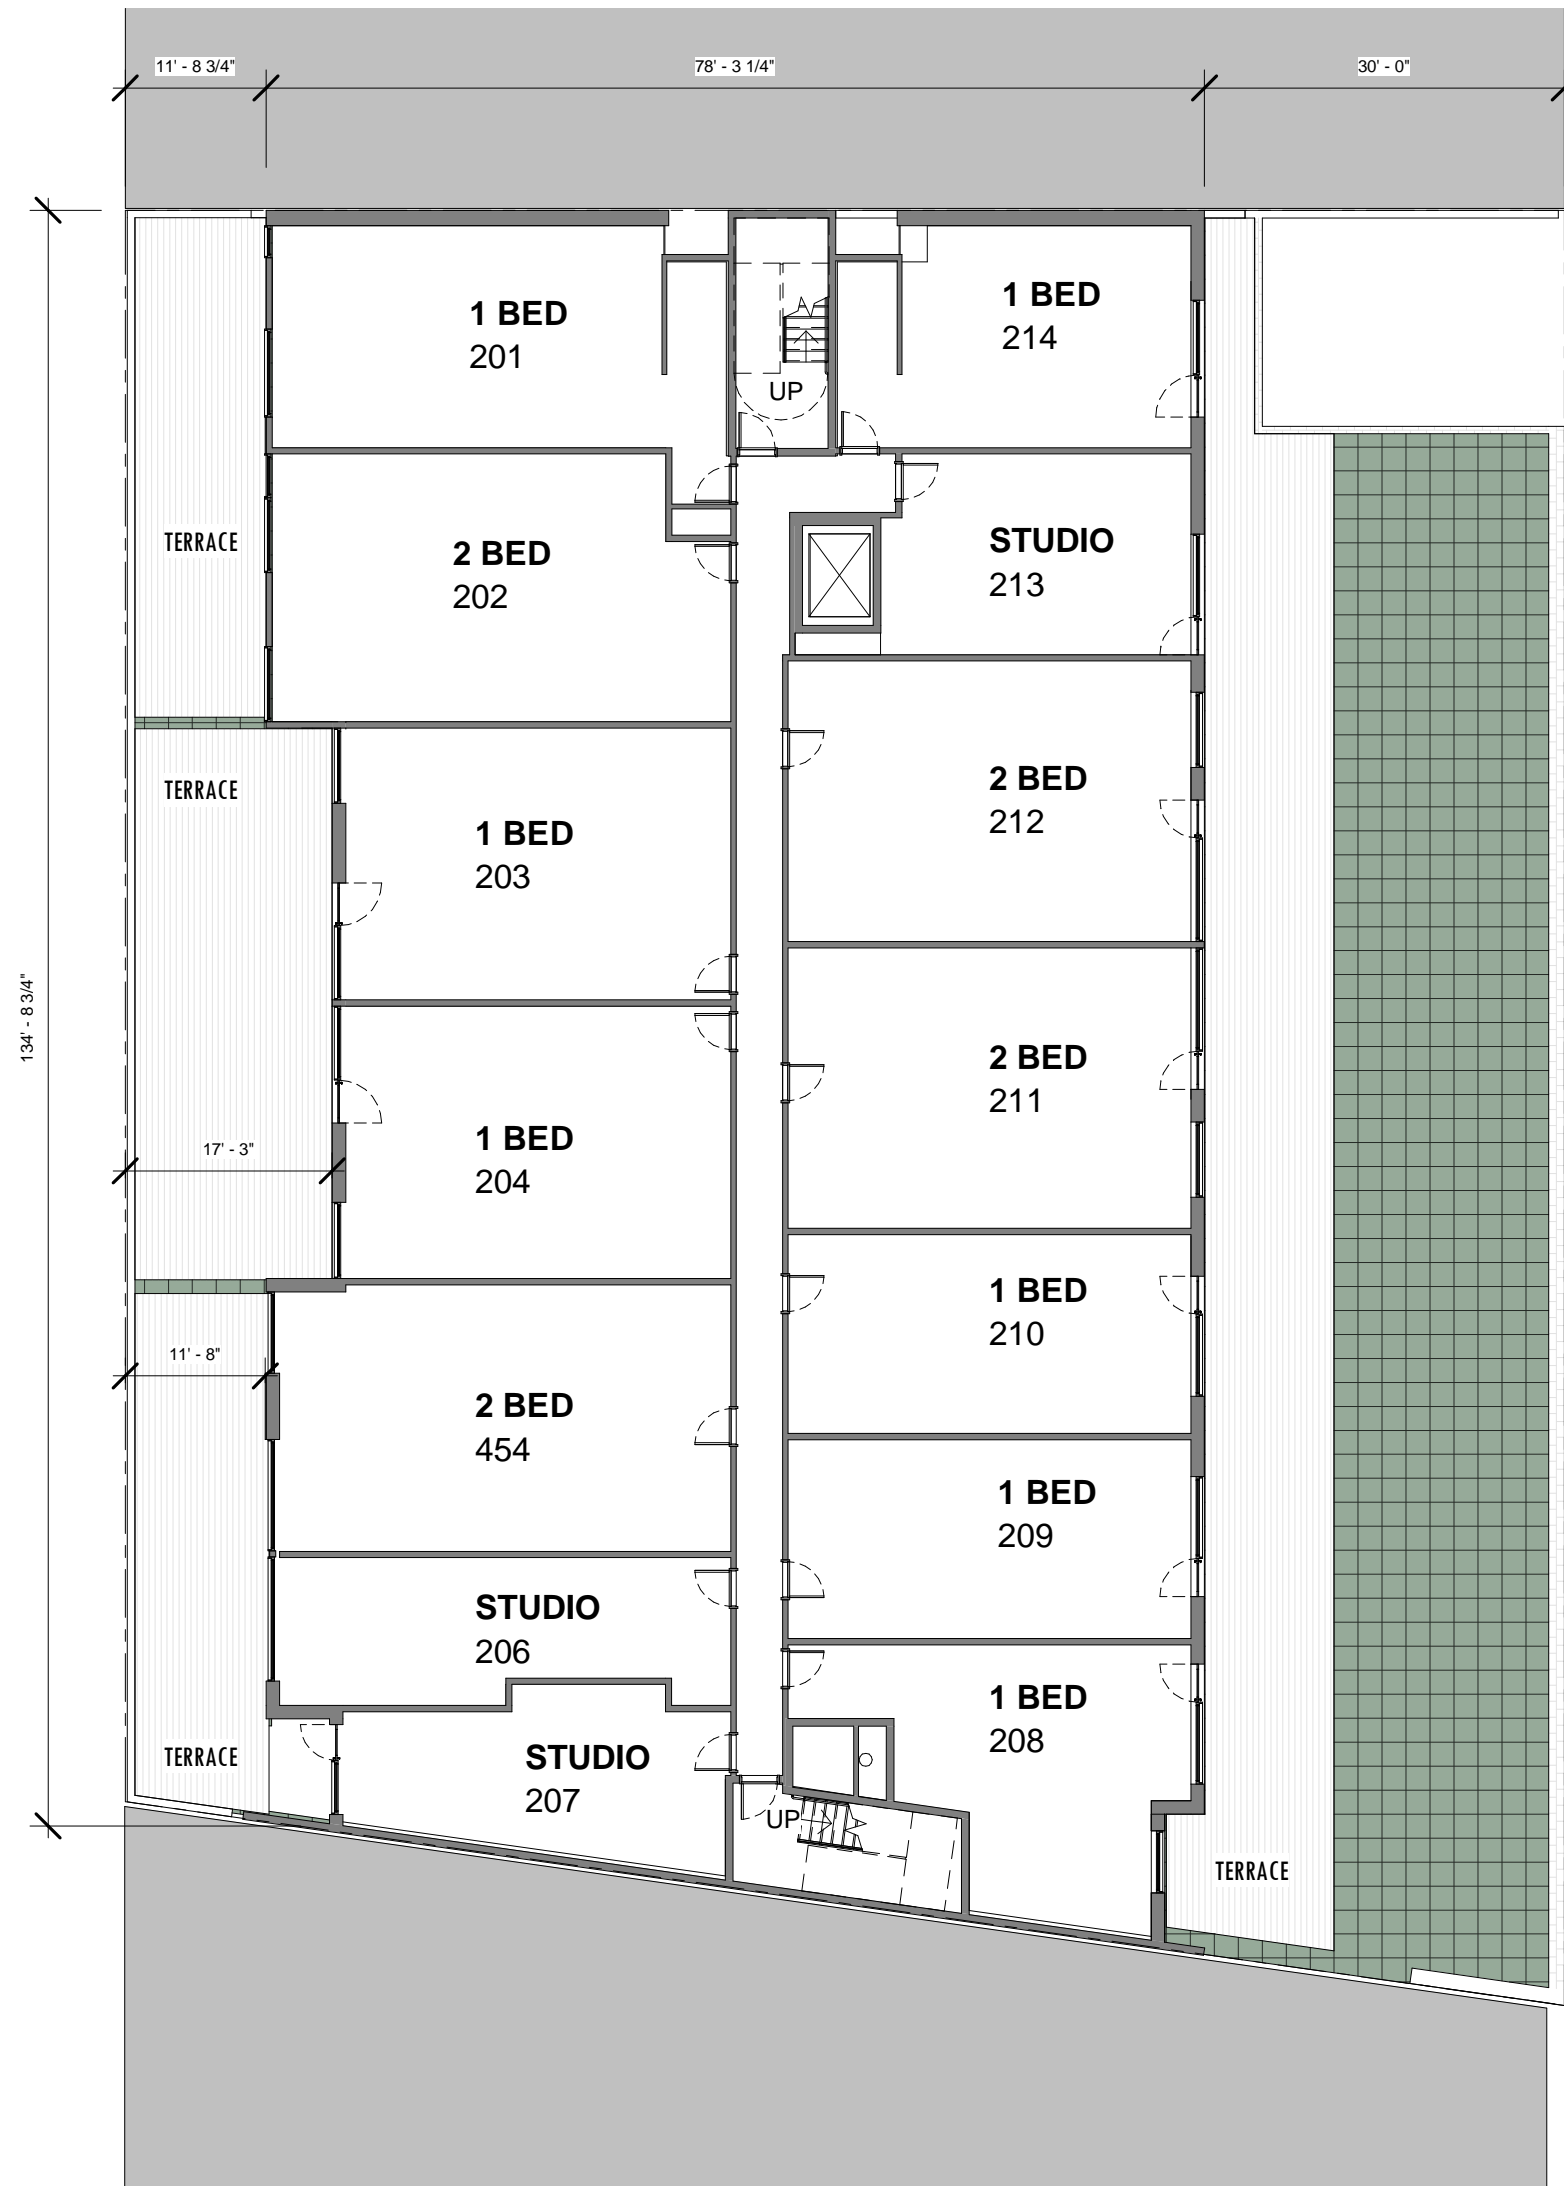 11' - 8 3/4"
78' - 3 1/4"
30' - 0"
1 BED
201
1 BED
214
UP
TERRACE
2 BED
202
STUDIO
213
TERRACE
1 BED
203
2 BED
212
134' - 8 3/4"
17' - 3"
1 BED
204
2 BED
211
11' - 8"
2 BED
454
1 BED
210
1 BED
209
STUDIO
206
TERRACE
STUDIO
207
1 BED
208
UP
TERRACE